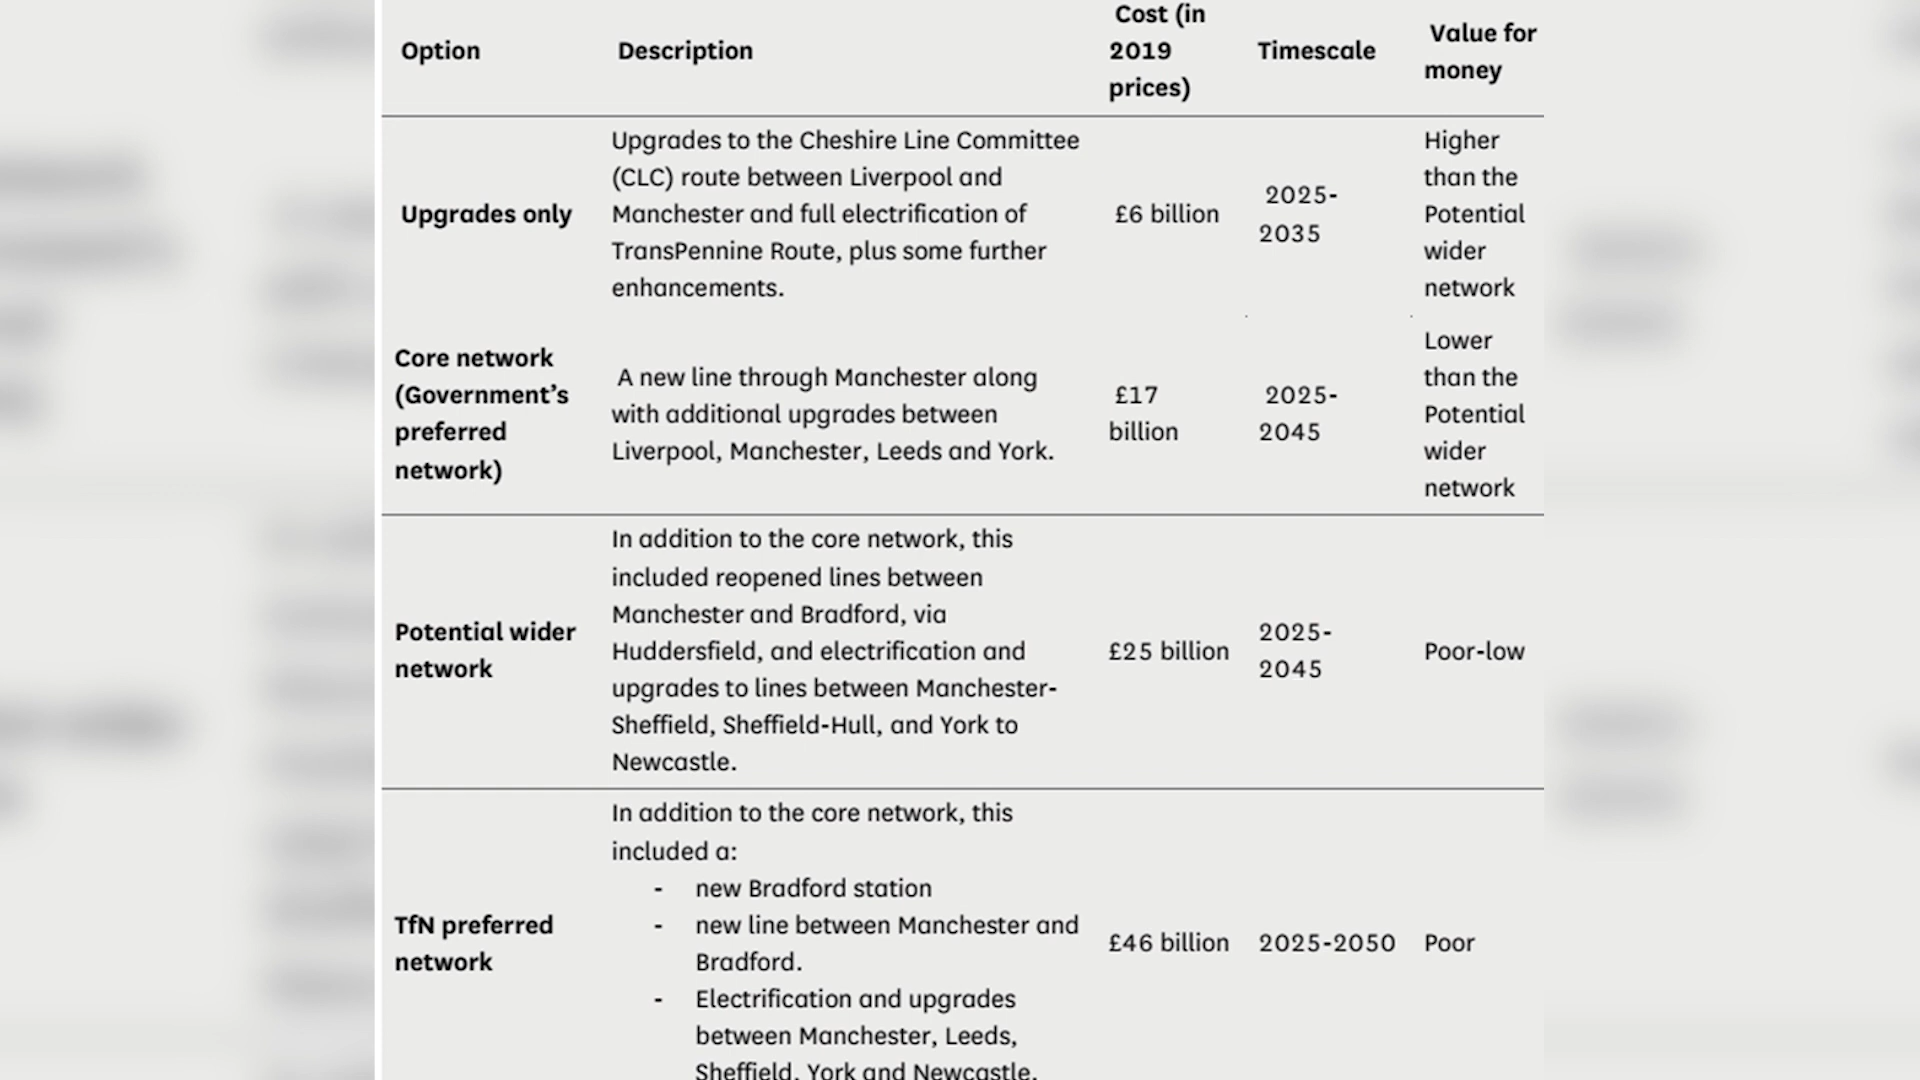 Option Description Cost (in 2019 prices) Timescale Value for money
Upgrades only
Upgrades to the Cheshire Line Committee
(CLC) route between Liverpool and
Manchester and full electrification of
TransPennine Route, plus some further
enhancements.
£6 billion
2025-
2035
Higher
than the
Potential
wider
network
Core network
(Government’s
preferred
network)
A new line through Manchester along
with additional upgrades between
Liverpool, Manchester, Leeds and York.
£17
billion
2025-
2045
Lower
than the
Potential
wider
network
Potential wider
network
In addition to the core network, this
included reopened lines between
Manchester and Bradford, via
Huddersfield, and electrification and
upgrades to lines between Manchester-
Sheffield, Sheffield-Hull, and York to
Newcastle.
£25 billion
2025-
2045
Poor-low
TfN preferred
network
In addition to the core network, this
included a:
- new Bradford station
- new line between Manchester and
Bradford.
- Electrification and upgrades
between Manchester, Leeds,
Sheffield, York and Newcastle.
£46 billion
2025-2050
Poor